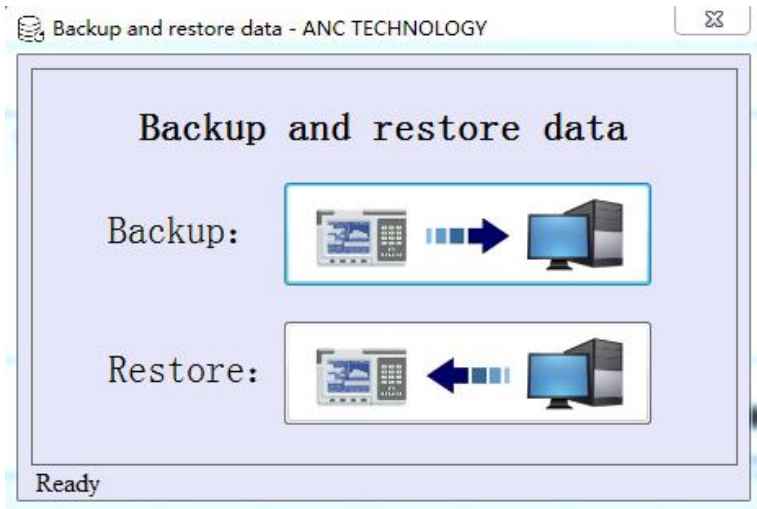 Backup and restore data - ANC TECHNOLOGY
Backup and restore data
Backup:
Restore:
Ready